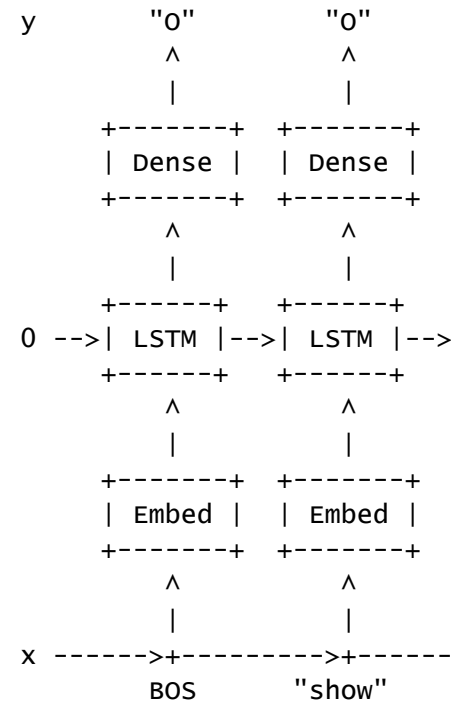 y "O" "O"
^ ^
| |
+-------+ +-------+
| Dense | | Dense |
+-------+ +-------+
^ ^
| |
+------+ +------+
0 -->| LSTM |-->| LSTM |-->
+------+ +------+
^ ^
| |
+-------+ +-------+
| Embed | | Embed |
+-------+ +-------+
^ ^
| |
x ------>+--------->+------
BOS "show"